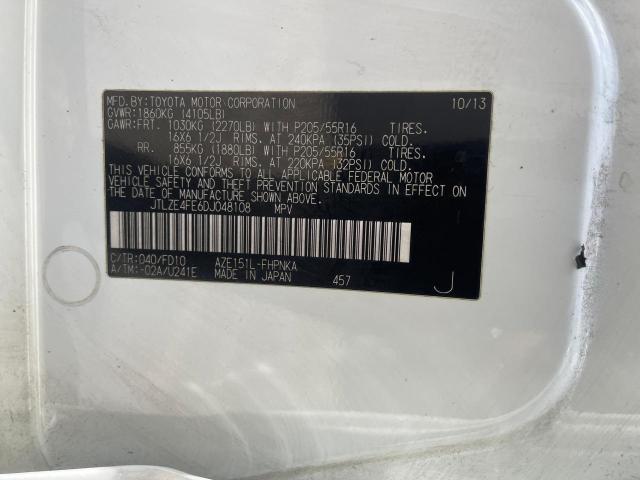 MFD. BY: TOYOTA MOTOR CORPORATION 10/13
GVWR: 1860KG (4105LB)
GAWR: FRT. 1030KG (2270LB) WITH P205/55R16 TIRES.
16X6 1/2J RIMS. AT 240KPA (35PSI) COLD.
RR. 855KG (1880LB) WITH P205/55R16 TIRES.
16X6 1/2J RIMS. AT 220KPA (32PSI) COLD.
THIS VEHICLE CONFORMS TO ALL APPLICABLE FEDERAL MOTOR
VEHICLE SAFETY AND THEFT PREVENTION STANDARDS IN EFFECT ON
THE DATE OF MANUFACTURE SHOWN ABOVE.
JTLZE4FE6DJ048108 MPV
C/TR: 040/FD10 AZE151L-FHPNKA
A/TM: -02A/U241E MADE IN JAPAN 457 J